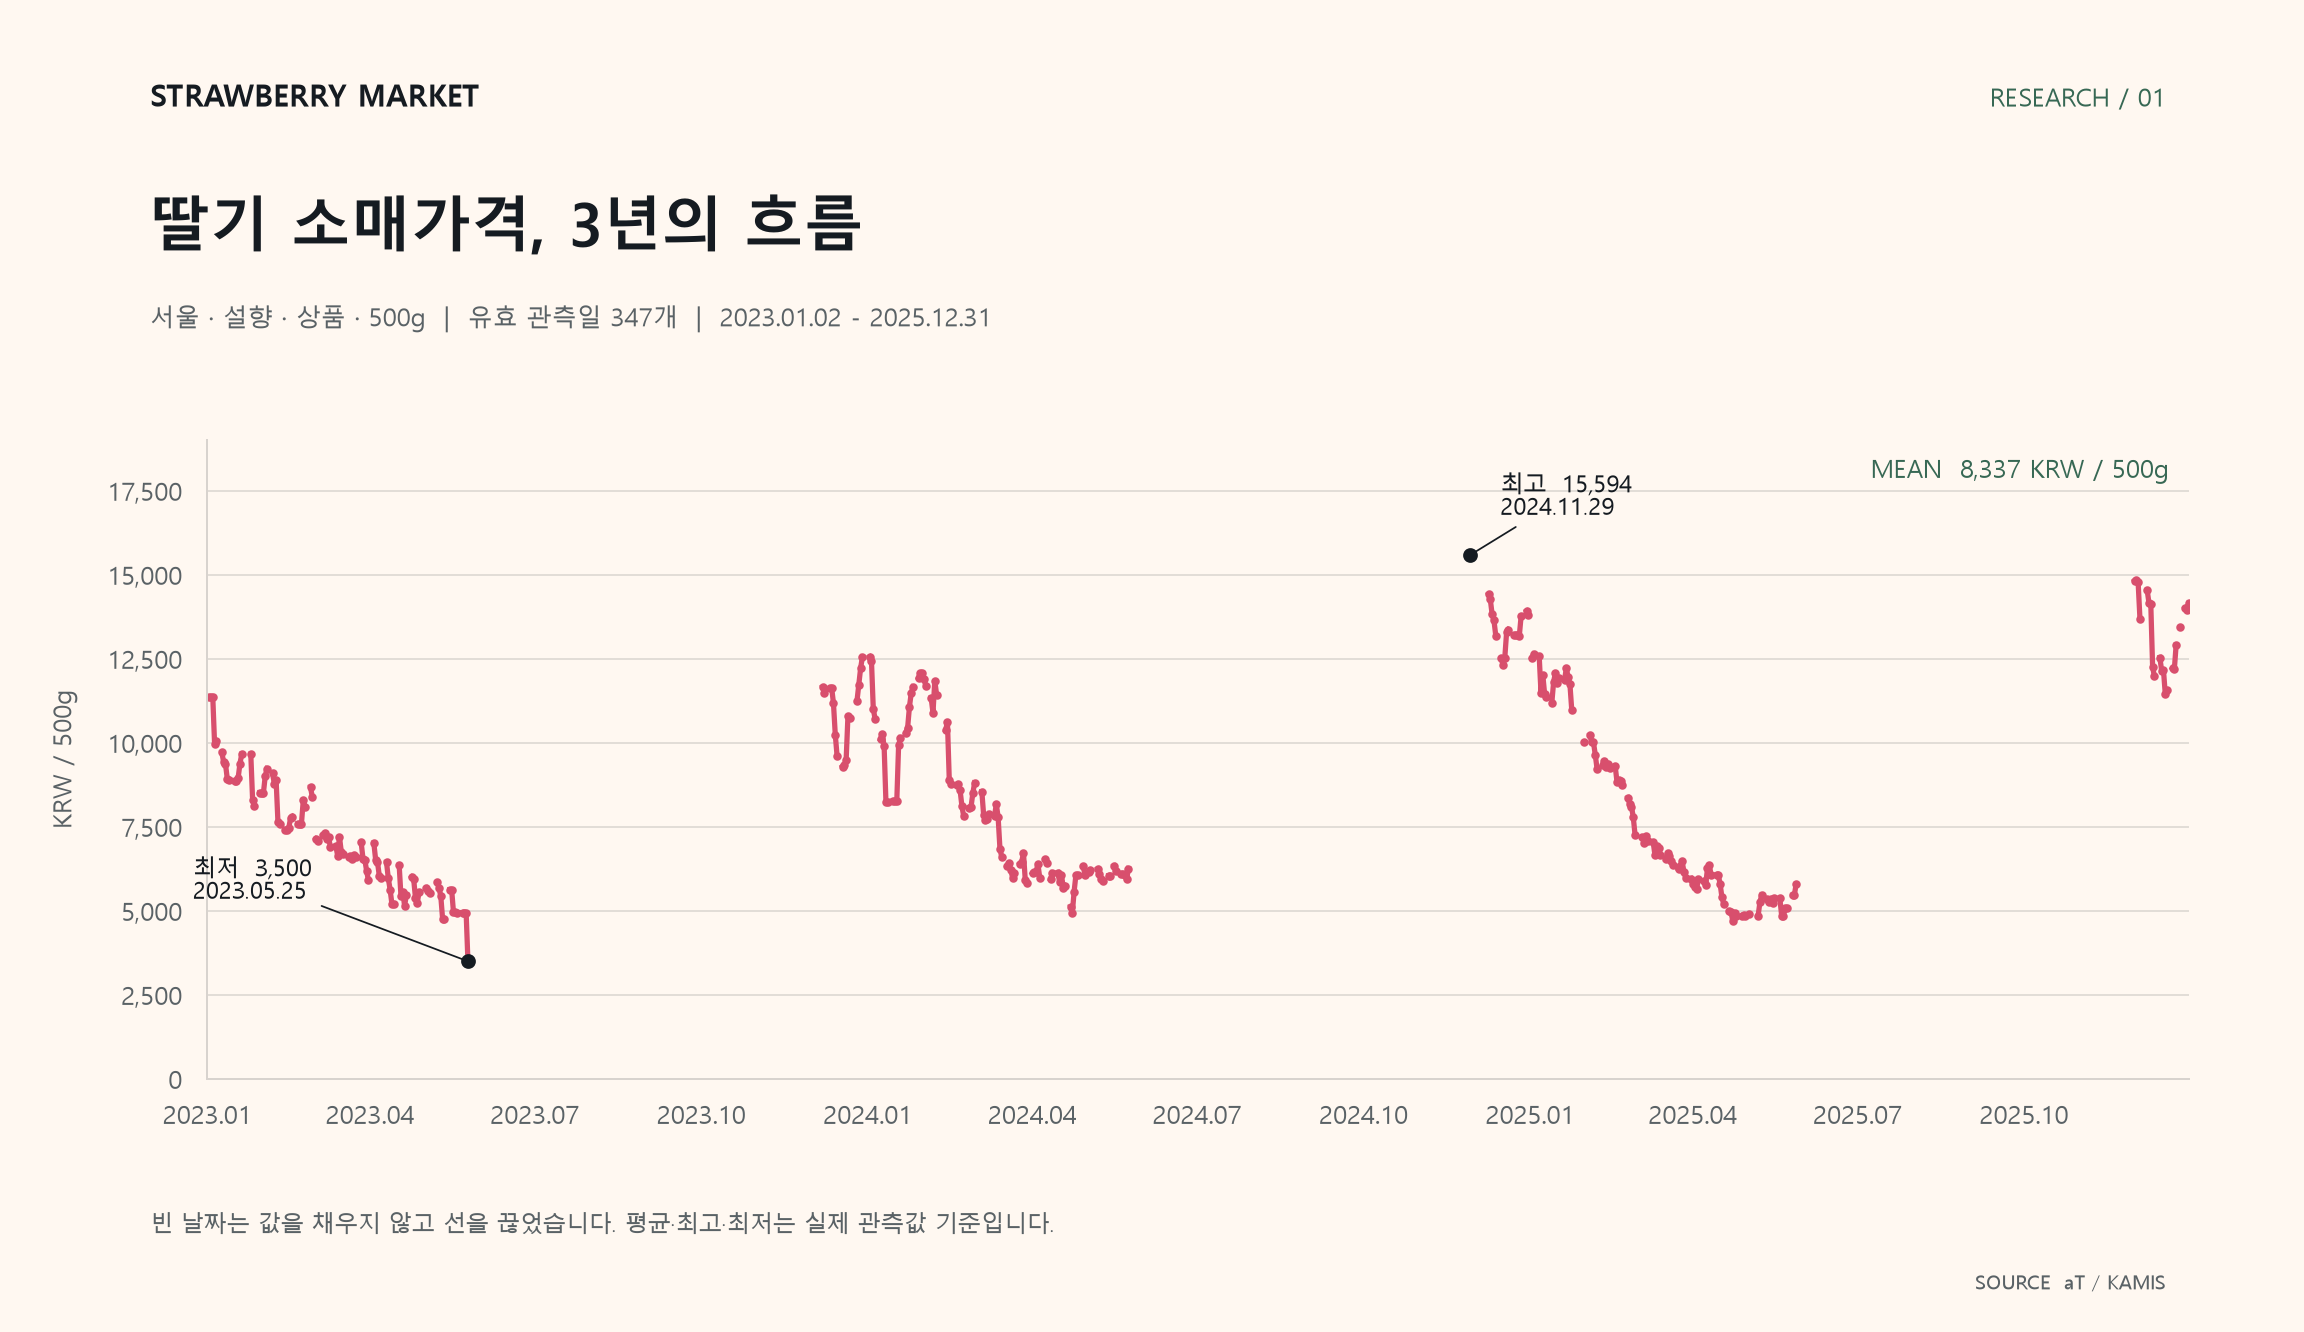 STRAWBERRY MARKET
RESEARCH / 01
딸기 소매가격, 3년의 흐름
서울 · 설향 · 상품 · 500g | 유효 관측일 347개 | 2023.01.02 - 2025.12.31
MEAN 8,337 KRW / 500g
최고 15,594
2024.11.29
17,500
15,000
12,500
10,000
7,500
5,000
2,500
0
KRW / 500g
최저 3,500
2023.05.25
2023.01 2023.04 2023.07 2023.10 2024.01 2024.04 2024.07 2024.10 2025.01 2025.04 2025.07 2025.10
빈 날짜는 값을 채우지 않고 선을 끊었습니다. 평균·최고·최저는 실제 관측값 기준입니다.
SOURCE aT / KAMIS